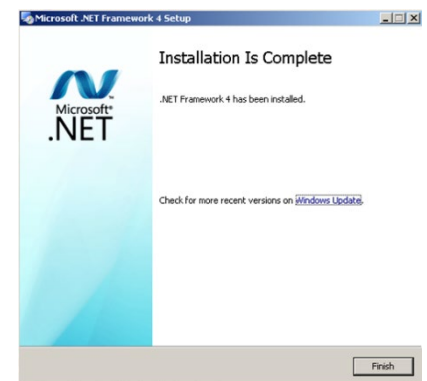 Microsoft .NET Framework 4 Setup
Installation Is Complete
Microsoft®
.NET
.NET Framework 4 has been installed.
Check for more recent versions on Windows Update.
Finish